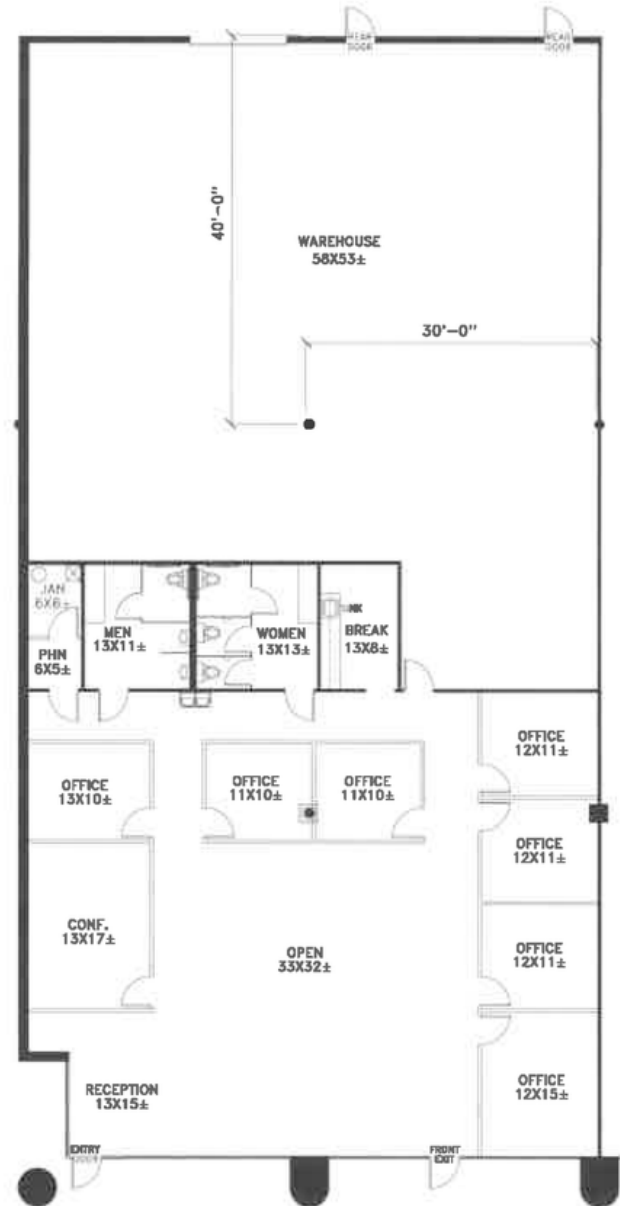 REAR
DOOR
REAR
DOOR
40'-0"
WAREHOUSE
58X53±
30'-0"
JAN
6X6±
PHN
6X5±
MEN
13X11±
WOMEN
13X13±
BREAK
13X8±
OFFICE
13X10±
OFFICE
11X10±
OFFICE
11X10±
OFFICE
12X11±
OFFICE
12X11±
CONF.
13X17±
OPEN
33X32±
OFFICE
12X11±
RECEPTION
13X15±
OFFICE
12X15±
ENTRY
DOOR
FRONT
EXIT